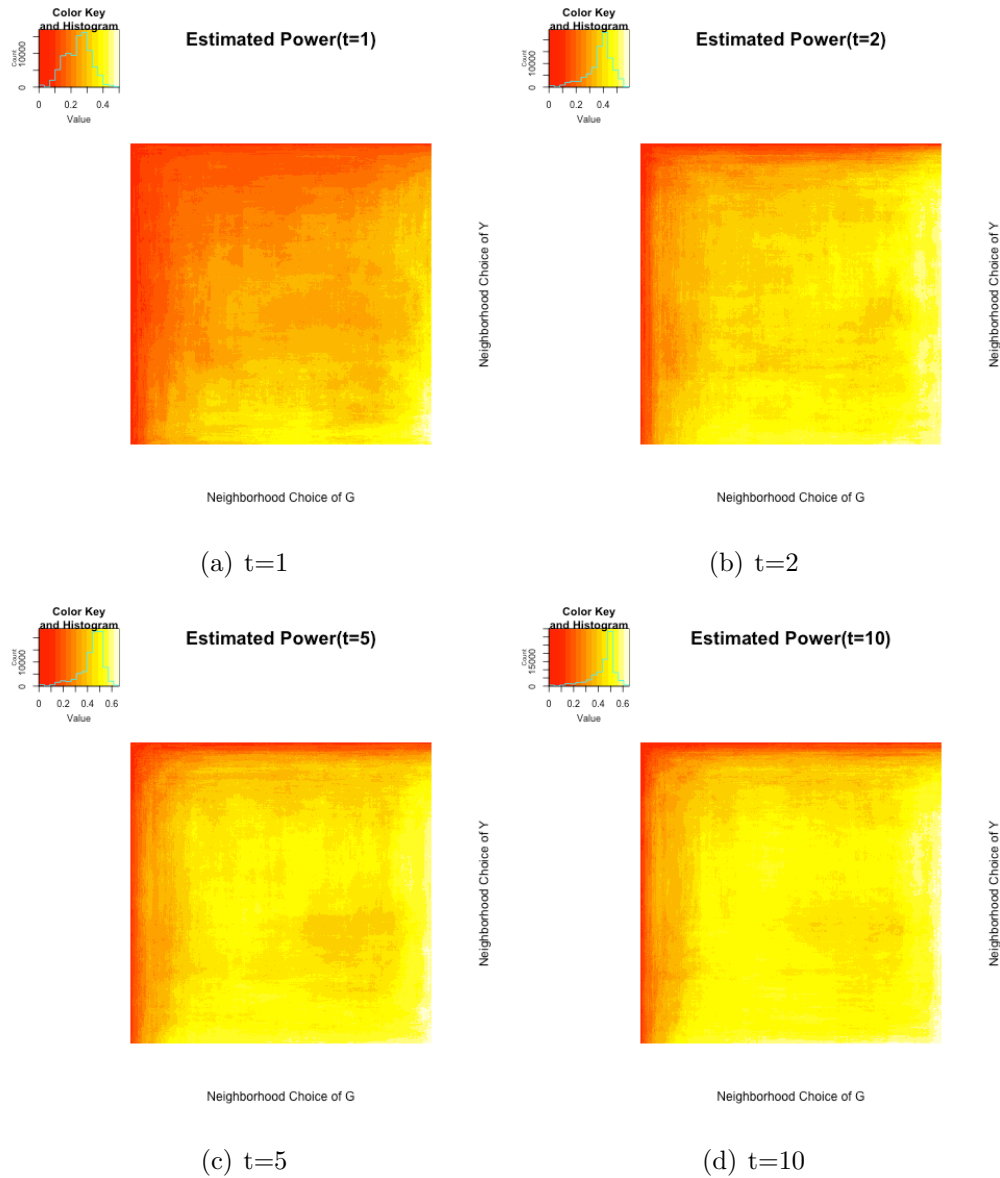 Color Key
and Histogram
Estimated Power(t=1)
Count
0 10000
0 0.2 0.4
Value
Neighborhood Choice of Y
Neighborhood Choice of G
(a) t=1
Color Key
and Histogram
Estimated Power(t=2)
Count
0 10000
0 0.2 0.4
Value
Neighborhood Choice of Y
Neighborhood Choice of G
(b) t=2
Color Key
and Histogram
Estimated Power(t=5)
Count
0 10000
0 0.2 0.4 0.6
Value
Neighborhood Choice of Y
Neighborhood Choice of G
(c) t=5
Color Key
and Histogram
Estimated Power(t=10)
Count
0 15000
0 0.2 0.4 0.6
Value
Neighborhood Choice of Y
Neighborhood Choice of G
(d) t=10